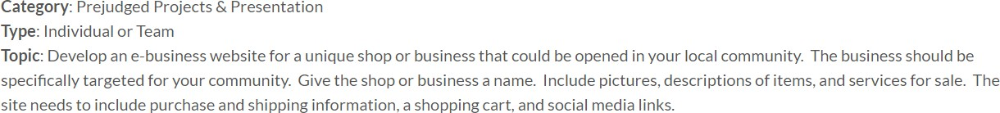 Category: Prejudged Projects & Presentation
Type: Individual or Team
Topic: Develop an e-business website for a unique shop or business that could be opened in your local community.  The business should be
specifically targeted for your community.  Give the shop or business a name.  Include pictures, descriptions of items, and services for sale.  The
site needs to include purchase and shipping information, a shopping cart, and social media links.